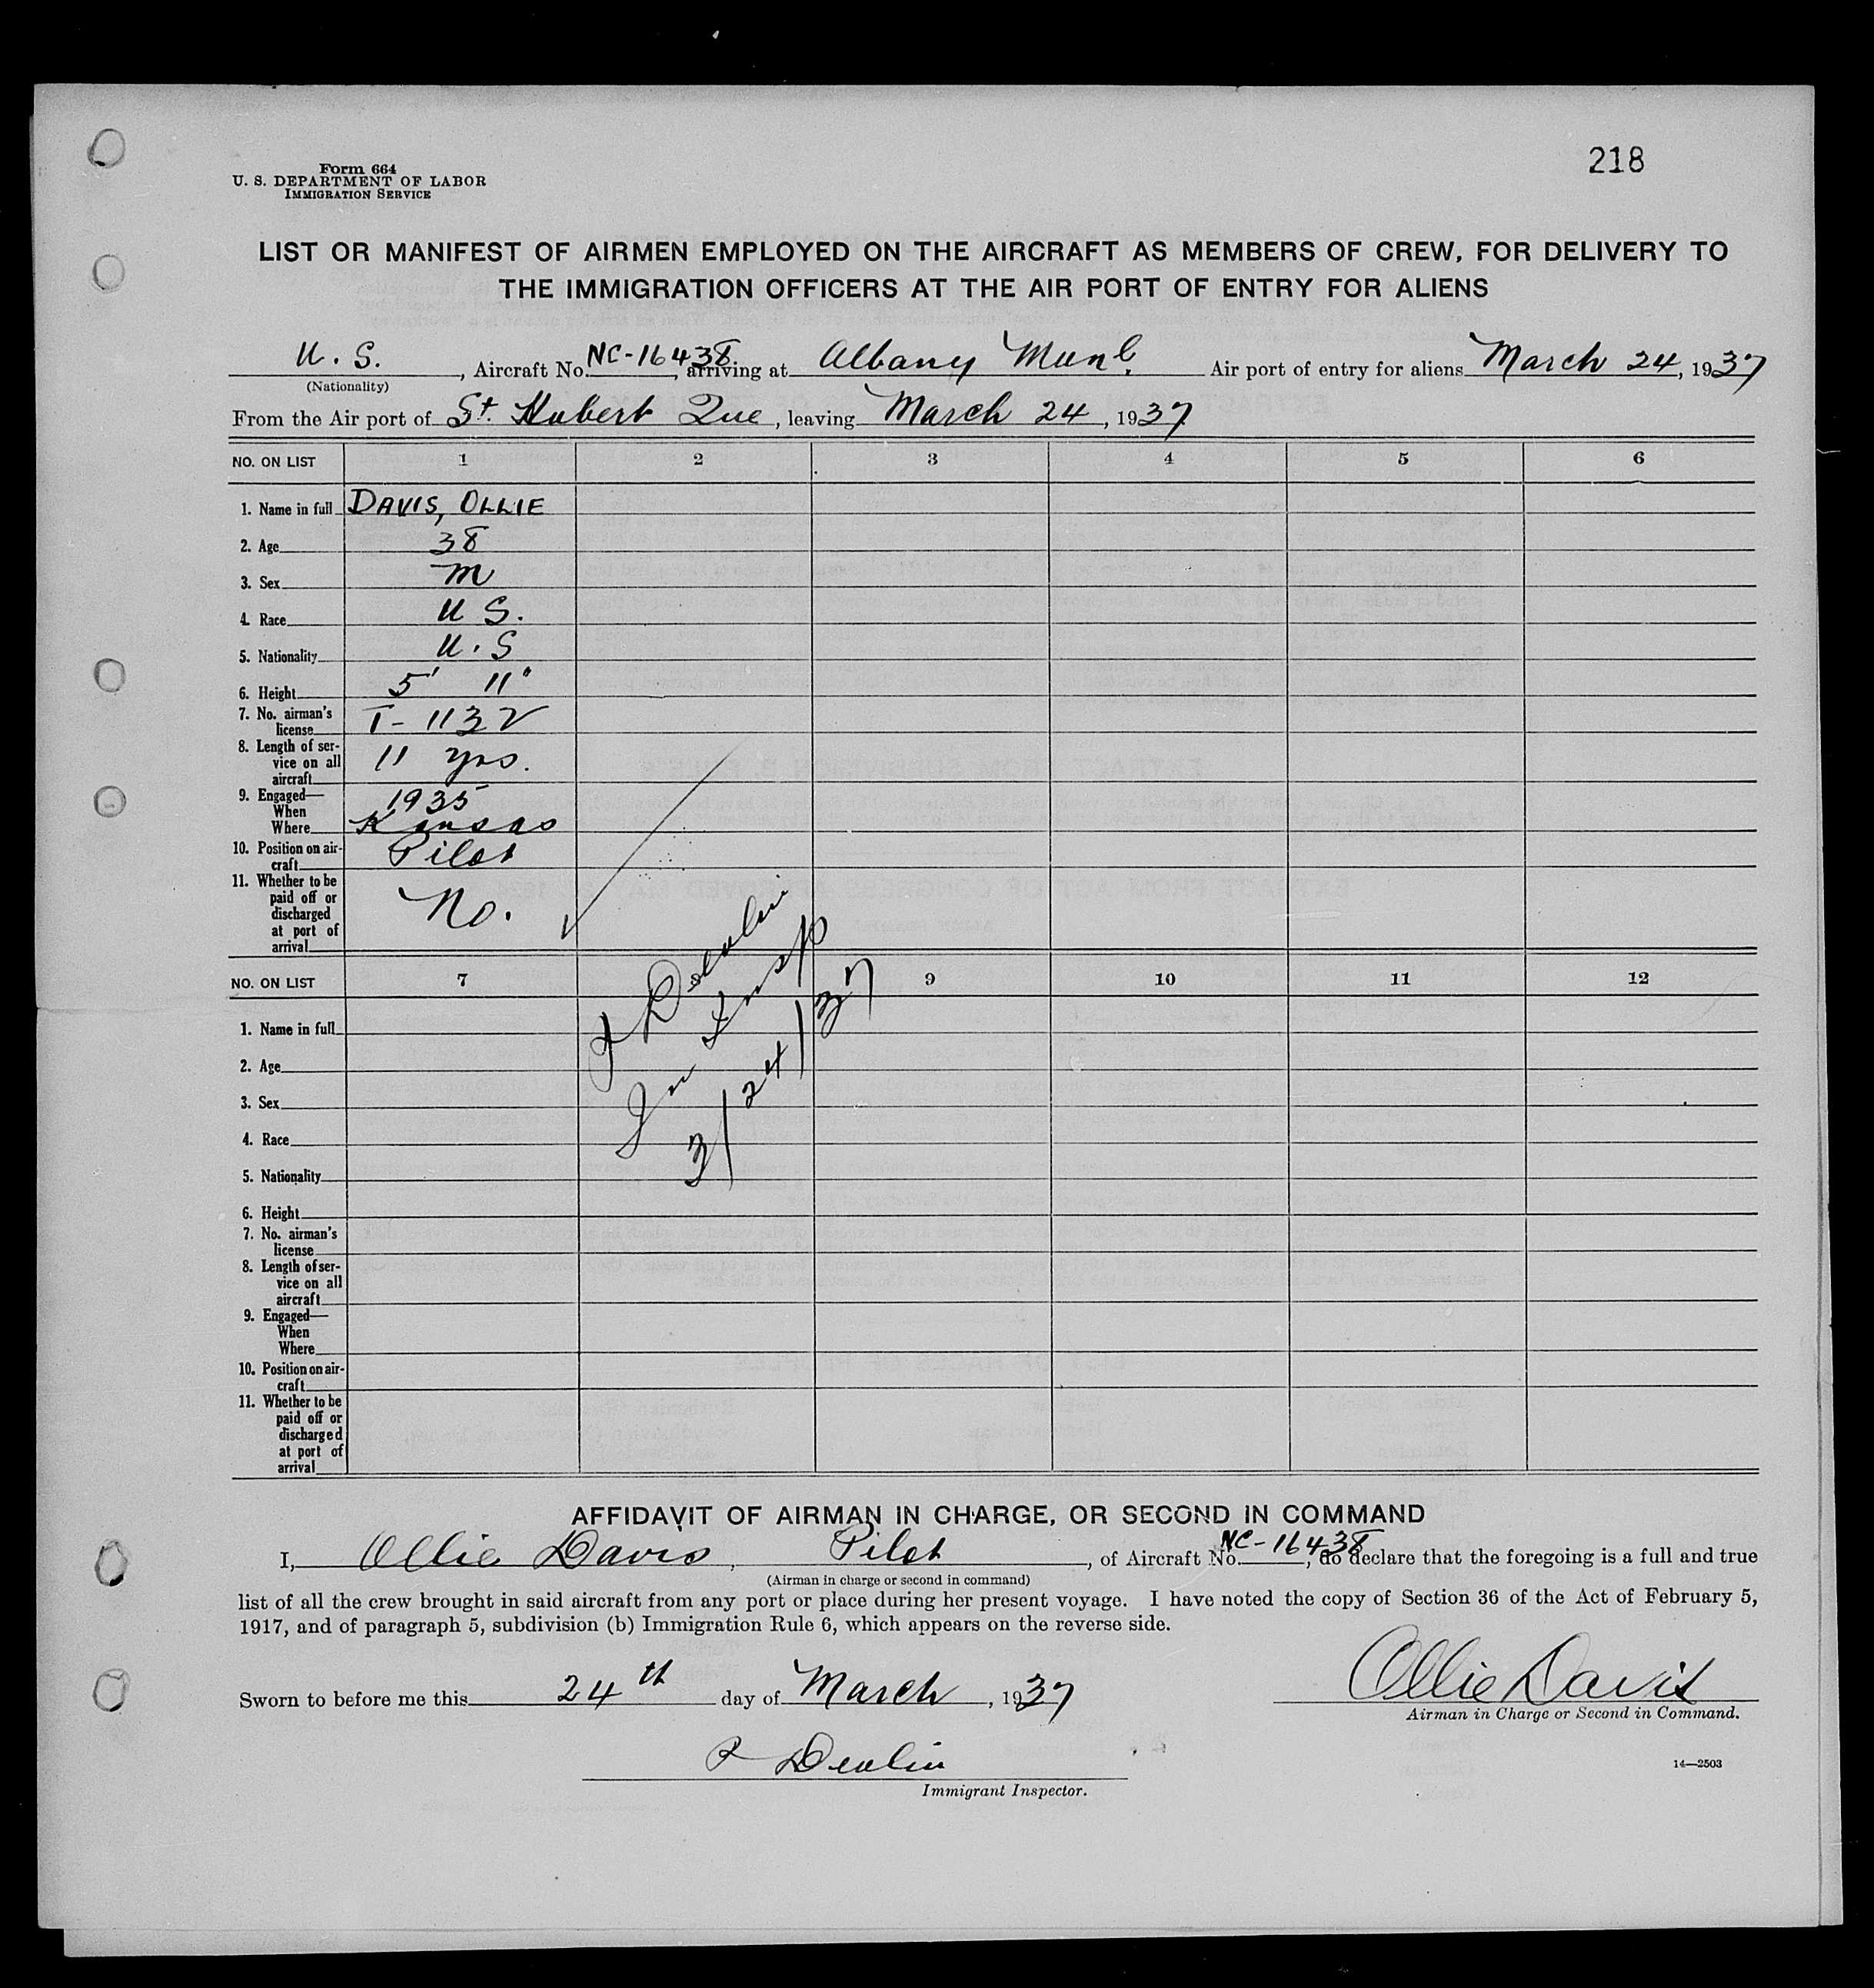 218
Form 664
U. S. DEPARTMENT OF LABOR
IMMIGRATION SERVICE
LIST OR MANIFEST OF AIRMEN EMPLOYED ON THE AIRCRAFT AS MEMBERS OF CREW, FOR DELIVERY TO
THE IMMIGRATION OFFICERS AT THE AIR PORT OF ENTRY FOR ALIENS
U. S., Aircraft No. NC-16438, arriving at Albany Munl. Air port of entry for aliens March 24, 1937
(Nationality)
From the Air port of St. Hubert Que, leaving March 24, 1937
NO. ON LIST 1 2 3 4 5 6
1. Name in full DAVIS, OLLIE
2. Age 38
3. Sex M
4. Race U S.
5. Nationality U. S
6. Height 5' 11"
7. No. airman's
license T-1132
8. Length of ser-
vice on all
aircraft 11 yrs.
9. Engaged—
When 1935
Where Kansas
10. Position on air-
craft Pilot
11. Whether to be
paid off or
discharged
at port of
arrival No.
Devlin
Im Insp
3/24/37
NO. ON LIST 7 9 10 11 12
1. Name in full
2. Age
3. Sex
4. Race
5. Nationality
6. Height
7. No. airman's
license
8. Length of ser-
vice on all
aircraft
9. Engaged—
When
Where
10. Position on air-
craft
11. Whether to be
paid off or
discharged
at port of
arrival
AFFIDAVIT OF AIRMAN IN CHARGE, OR SECOND IN COMMAND
I, Ollie Davis, Pilot, of Aircraft No. NC-16438, do declare that the foregoing is a full and true
(Airman in charge or second in command)
list of all the crew brought in said aircraft from any port or place during her present voyage. I have noted the copy of Section 36 of the Act of February 5,
1917, and of paragraph 5, subdivision (b) Immigration Rule 6, which appears on the reverse side.
Sworn to before me this 24th day of March, 1937
Ollie Davis
Airman in Charge or Second in Command.
Devlin
Immigrant Inspector.
14—2503